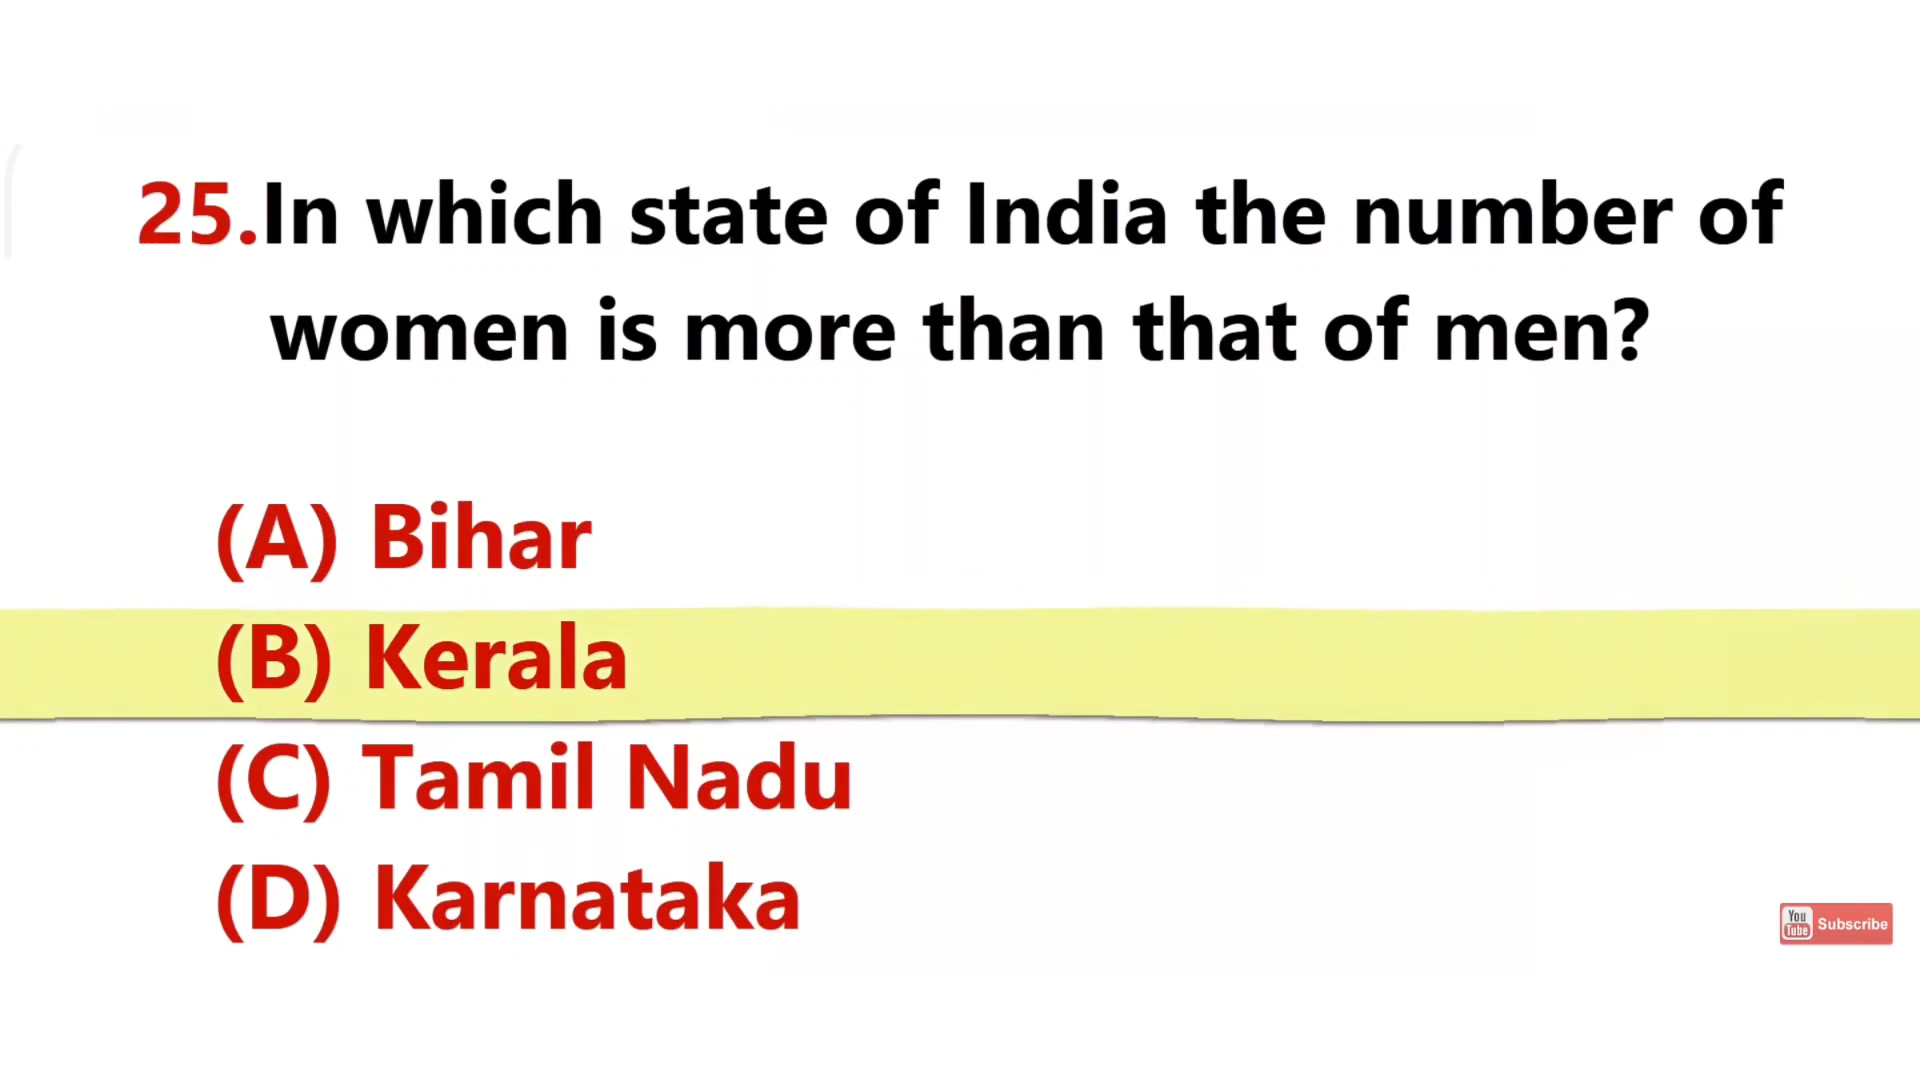 25.In which state of India the number of
women is more than that of men?
(A) Bihar
(B) Kerala
(C) Tamil Nadu
(D) Karnataka
You
Tube
Subscribe